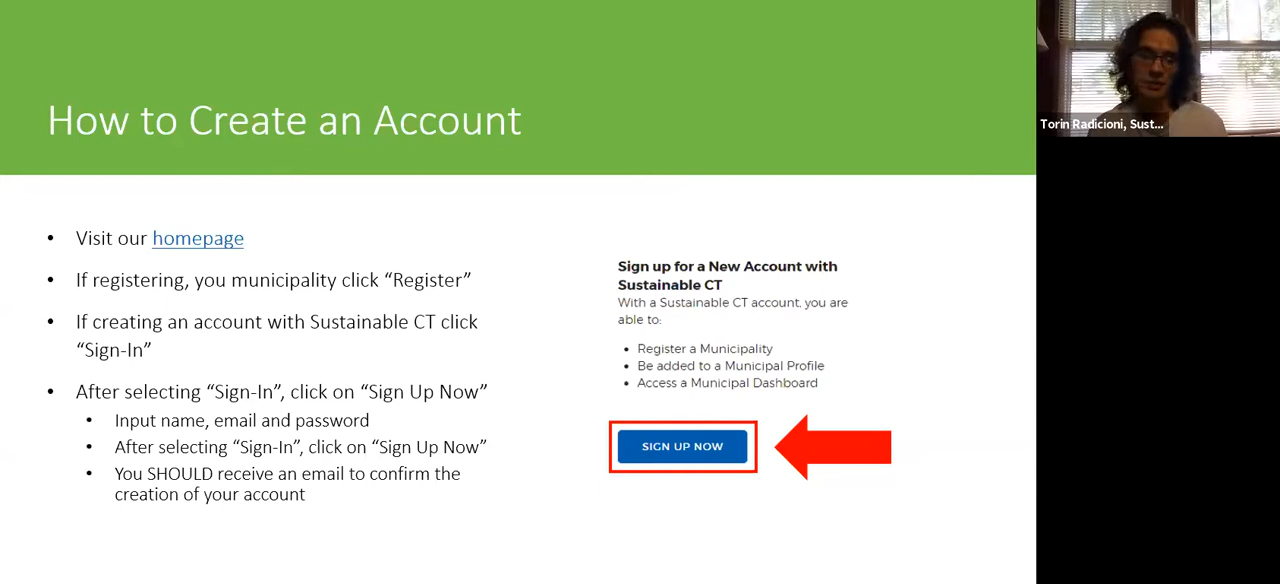 How to Create an Account
Torin Radicioni, Sust...
• Visit our homepage
• If registering, you municipality click “Register”
• If creating an account with Sustainable CT click
“Sign-In”
• After selecting “Sign-In”, click on “Sign Up Now”
• Input name, email and password
• After selecting “Sign-In”, click on “Sign Up Now”
• You SHOULD receive an email to confirm the
creation of your account
Sign up for a New Account with
Sustainable CT
With a Sustainable CT account, you are
able to:
• Register a Municipality
• Be added to a Municipal Profile
• Access a Municipal Dashboard
SIGN UP NOW